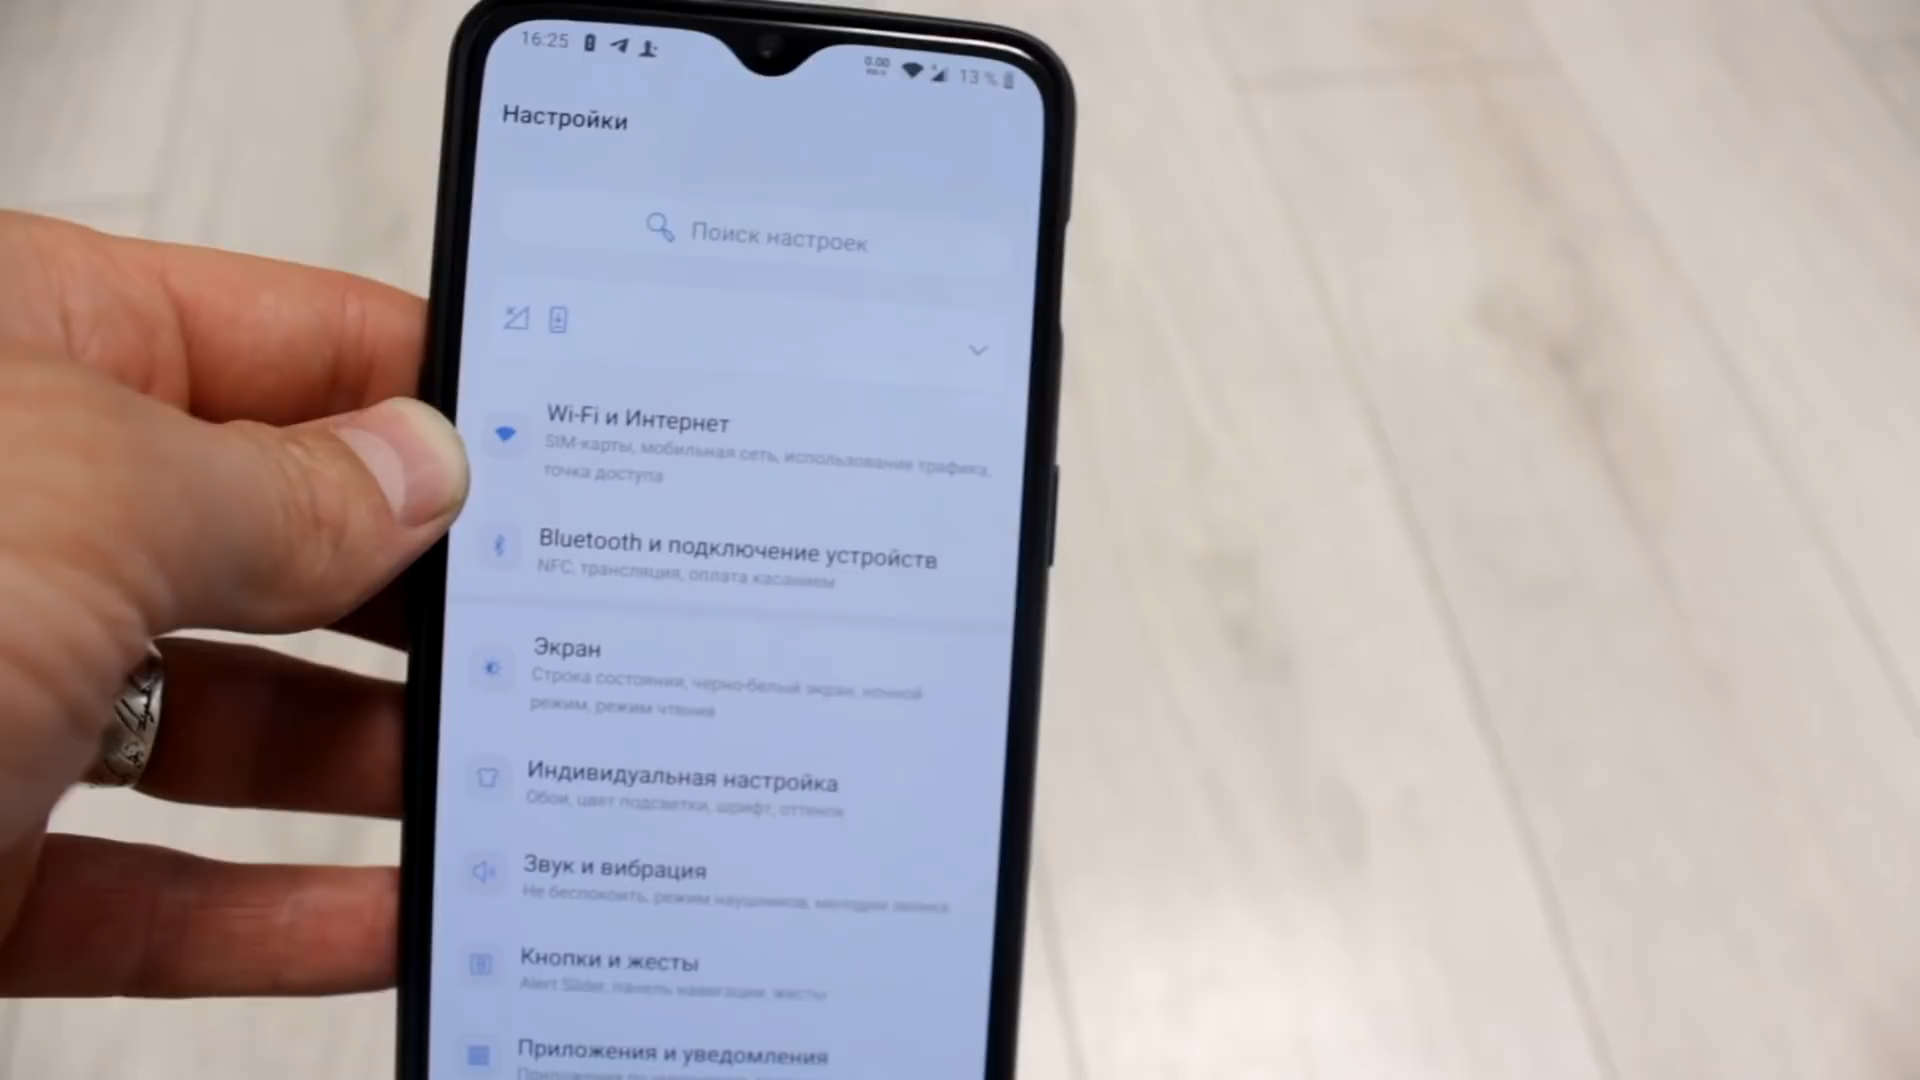 16:25
0.00
13 %
Настройки
Поиск настроек
Wi-Fi и Интернет
SIM-карты, мобильная сеть, использование трафика,
точка доступа
Bluetooth и подключение устройств
NFC, трансляция, оплата касанием
Экран
Строка состояния, черно-белый экран, ночной
режим, режим чтения
Индивидуальная настройка
Обои, цвет подсветки, шрифт, оттенок
Звук и вибрация
Не беспокоить, режим наушников, мелодия звонка
Кнопки и жесты
Alert Slider, панель навигации, жесты
Приложения и уведомления